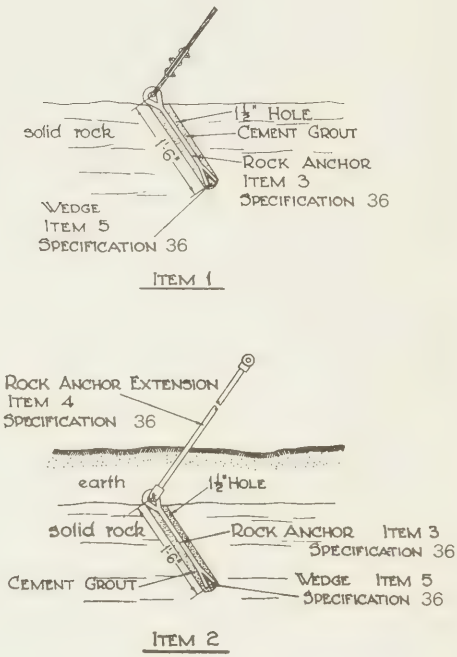 1½" HOLE
solid rock
CEMENT GROUT
1'-6"
ROCK ANCHOR
ITEM 3
SPECIFICATION 36
WEDGE
ITEM 5
SPECIFICATION 36
ITEM 1
ROCK ANCHOR EXTENSION
ITEM 4
SPECIFICATION 36
earth
1½" HOLE
solid rock
ROCK ANCHOR ITEM 3
SPECIFICATION 36
1'-6"
CEMENT GROUT
WEDGE ITEM 5
SPECIFICATION 36
ITEM 2